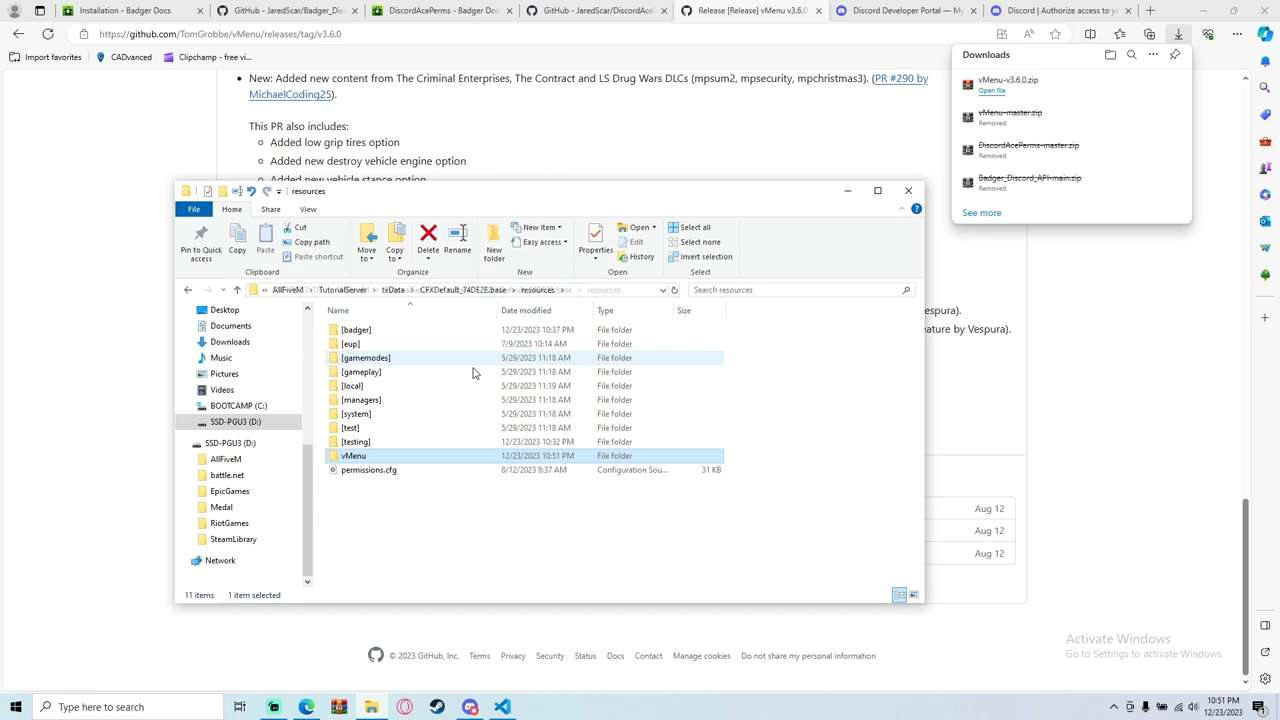 Installation - Badger Docs
GitHub - JaredScar/Badger_Dis
DiscordAcePerms - Badger Docs
GitHub - JaredScar/DiscordAcel
Release [Release] vMenu v3.6.0
Discord Developer Portal — My
Discord | Authorize access to yo
https://github.com/TomGrobbe/vMenu/releases/tag/v3.6.0
Import favorites
CADvanced
Clipchamp - free vi...
Downloads
vMenu-v3.6.0.zip
Open file
vMenu-master.zip
Removed
DiscordAcePerms-master.zip
Removed
Badger_Discord_API-main.zip
Removed
See more
New: Added new content from The Criminal Enterprises, The Contract and LS Drug Wars DLCs (mpsum2, mpsecurity, mpchristmas3). (PR #290 by
MichaelCoding25).
This PR also includes:
Added low grip tires option
Added new destroy vehicle engine option
Added new vehicle stance option
resources
File Home Share View
Pin to Quick access
Copy
Paste
Cut
Copy path
Paste shortcut
Clipboard
Move to
Copy to
Delete
Rename
Organize
New folder
New item
Easy access
New
Properties
Open
Edit
History
Open
Select all
Select none
Invert selection
Select
AllFiveM TutorialServer txData CFXDefault_74DE2E.base resources
Search resources
Name Date modified Type Size
Desktop
Documents
Downloads
Music
Pictures
Videos
BOOTCAMP (C:)
SSD-PGU3 (D:)
SSD-PGU3 (D:)
AllFiveM
battle.net
EpicGames
Medal
RiotGames
SteamLibrary
Network
[badger] 12/23/2023 10:37 PM File folder
[eup] 7/9/2023 10:14 AM File folder
[gamemodes] 5/29/2023 11:18 AM File folder
[gameplay] 5/29/2023 11:18 AM File folder
[local] 5/29/2023 11:19 AM File folder
[managers] 5/29/2023 11:18 AM File folder
[system] 5/29/2023 11:18 AM File folder
[test] 5/29/2023 11:18 AM File folder
[testing] 12/23/2023 10:32 PM File folder
vMenu 12/23/2023 10:51 PM File folder
permissions.cfg 8/12/2023 8:37 AM Configuration Sou... 31 KB
11 items 1 item selected
espura).
eature by Vespura).
Aug 12
Aug 12
Aug 12
© 2023 GitHub, Inc. Terms Privacy Security Status Docs Contact Manage cookies Do not share my personal information
Activate Windows
Go to Settings to activate Windows.
Type here to search
10:51 PM
12/23/2023